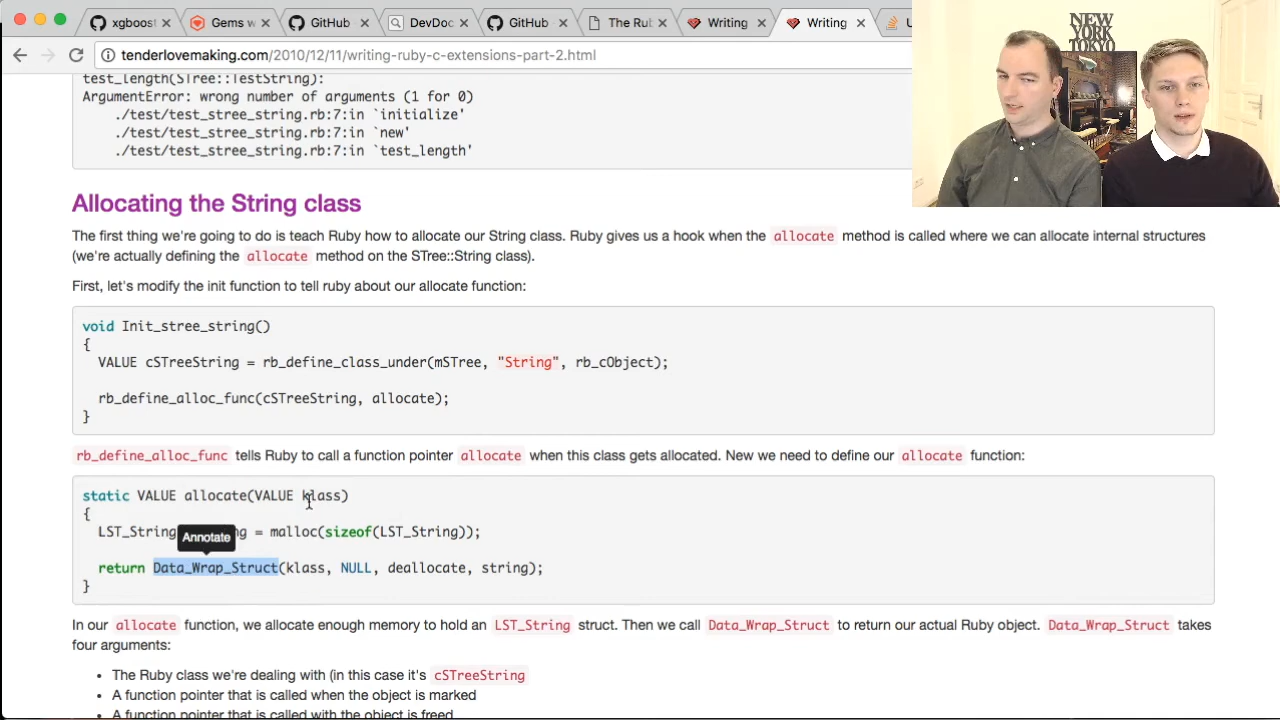 xgboost
Gems w
GitHub
DevDoc
GitHub
The Rub
Writing
Writing
tenderlovemaking.com/2010/12/11/writing-ruby-c-extensions-part-2.html
NEW
YORK
TOKYO
test_length(STree::TestString):
ArgumentError: wrong number of arguments (1 for 0)
./test/test_stree_string.rb:7:in `initialize'
./test/test_stree_string.rb:7:in `new'
./test/test_stree_string.rb:7:in `test_length'
Allocating the String class
The first thing we're going to do is teach Ruby how to allocate our String class. Ruby gives us a hook when the allocate method is called where we can allocate internal structures
(we're actually defining the allocate method on the STree::String class).
First, let's modify the init function to tell ruby about our allocate function:
void Init_stree_string()
{
VALUE cSTreeString = rb_define_class_under(mSTree, "String", rb_cObject);
rb_define_alloc_func(cSTreeString, allocate);
}
rb_define_alloc_func tells Ruby to call a function pointer allocate when this class gets allocated. New we need to define our allocate function:
static VALUE allocate(VALUE klass)
{
LST_String = malloc(sizeof(LST_String));
Annotate
return Data_Wrap_Struct(klass, NULL, deallocate, string);
}
In our allocate function, we allocate enough memory to hold an LST_String struct. Then we call Data_Wrap_Struct to return our actual Ruby object. Data_Wrap_Struct takes
four arguments:
• The Ruby class we're dealing with (in this case it's cSTreeString
• A function pointer that is called when the object is marked
• A function pointer that is called with the object is freed